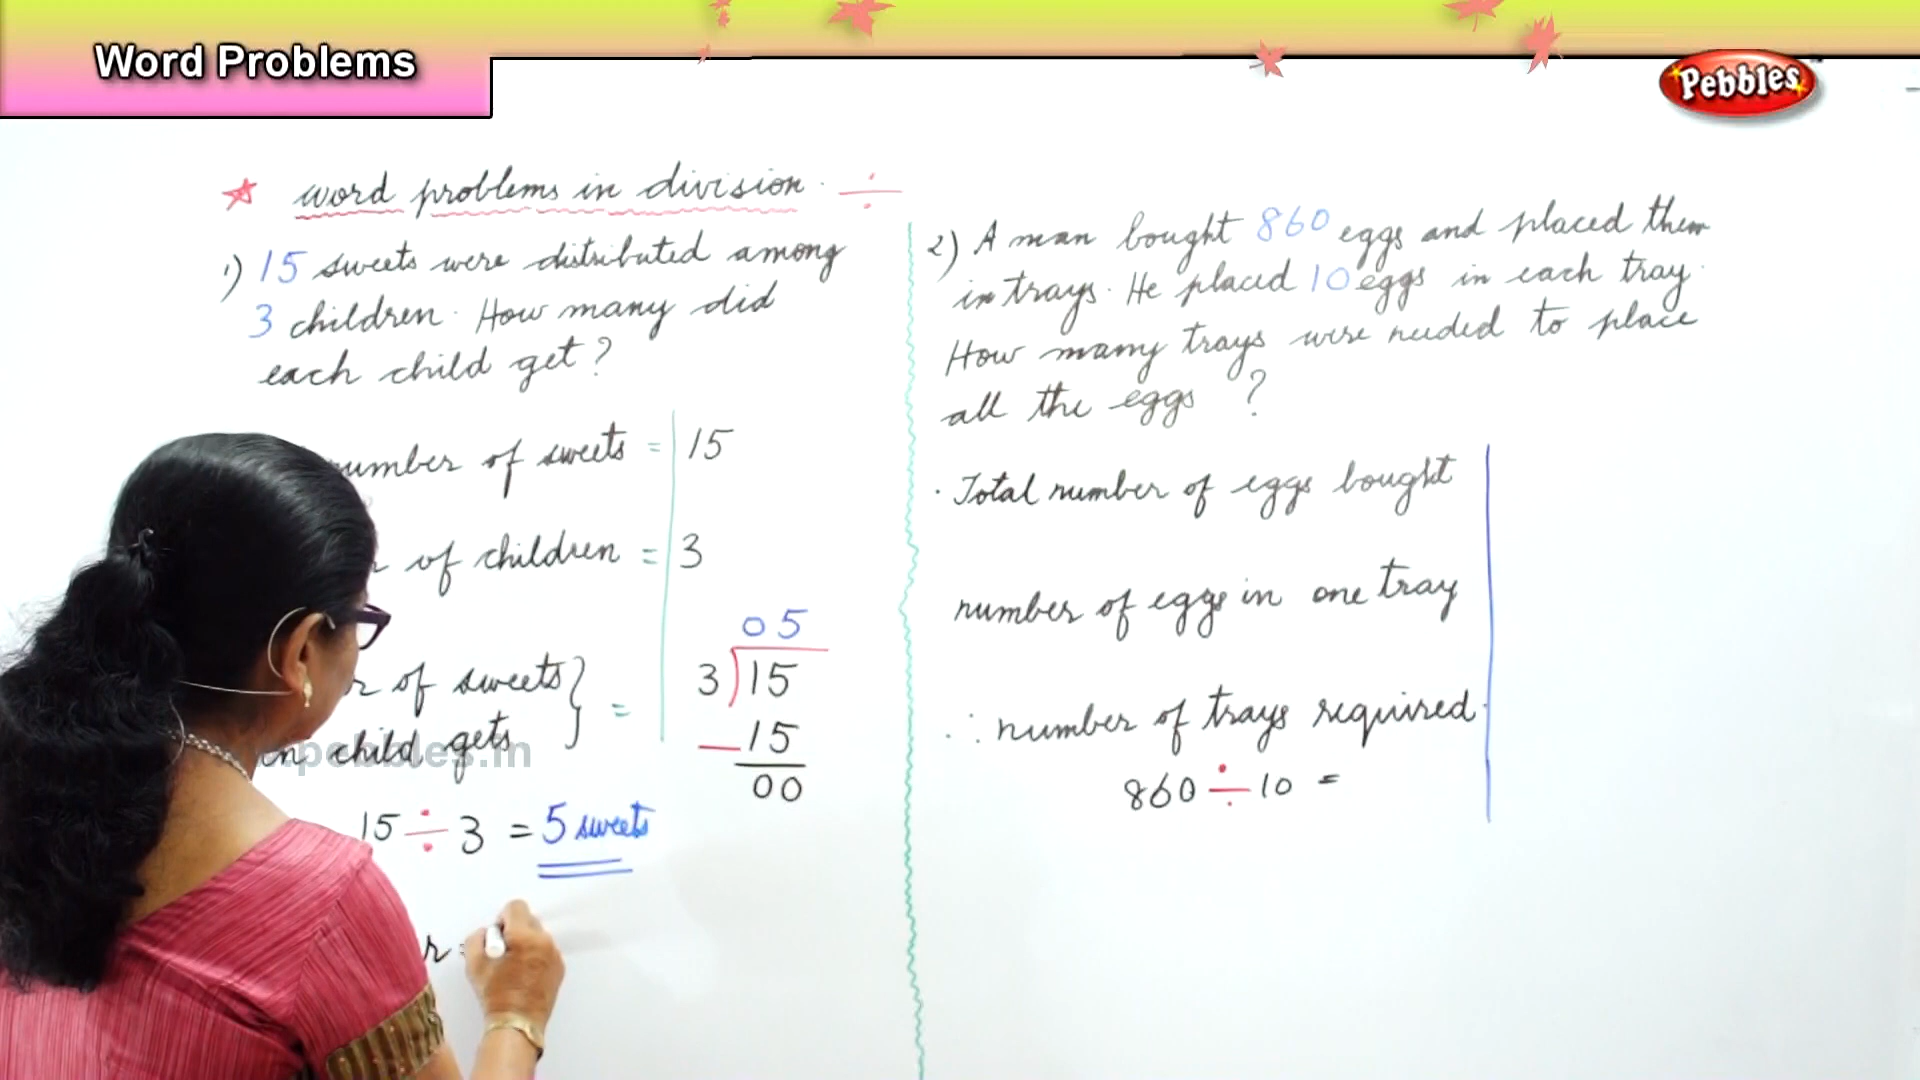 Word Problems
Pebbles
word problems in division. ÷
1) 15 sweets were distributed among
3 children. How many did
each child get?
number of sweets = 15
of children = 3
of sweets
child gets } =
05
3)15
15
00
15 ÷ 3 = 5 sweets
pebbles.in
2) A man bought 860 eggs and placed them
in trays. He placed 10 eggs in each tray.
How many trays were needed to place
all the eggs ?
. Total number of eggs bought
number of eggs in one tray
∴ number of trays required
860 ÷ 10 =